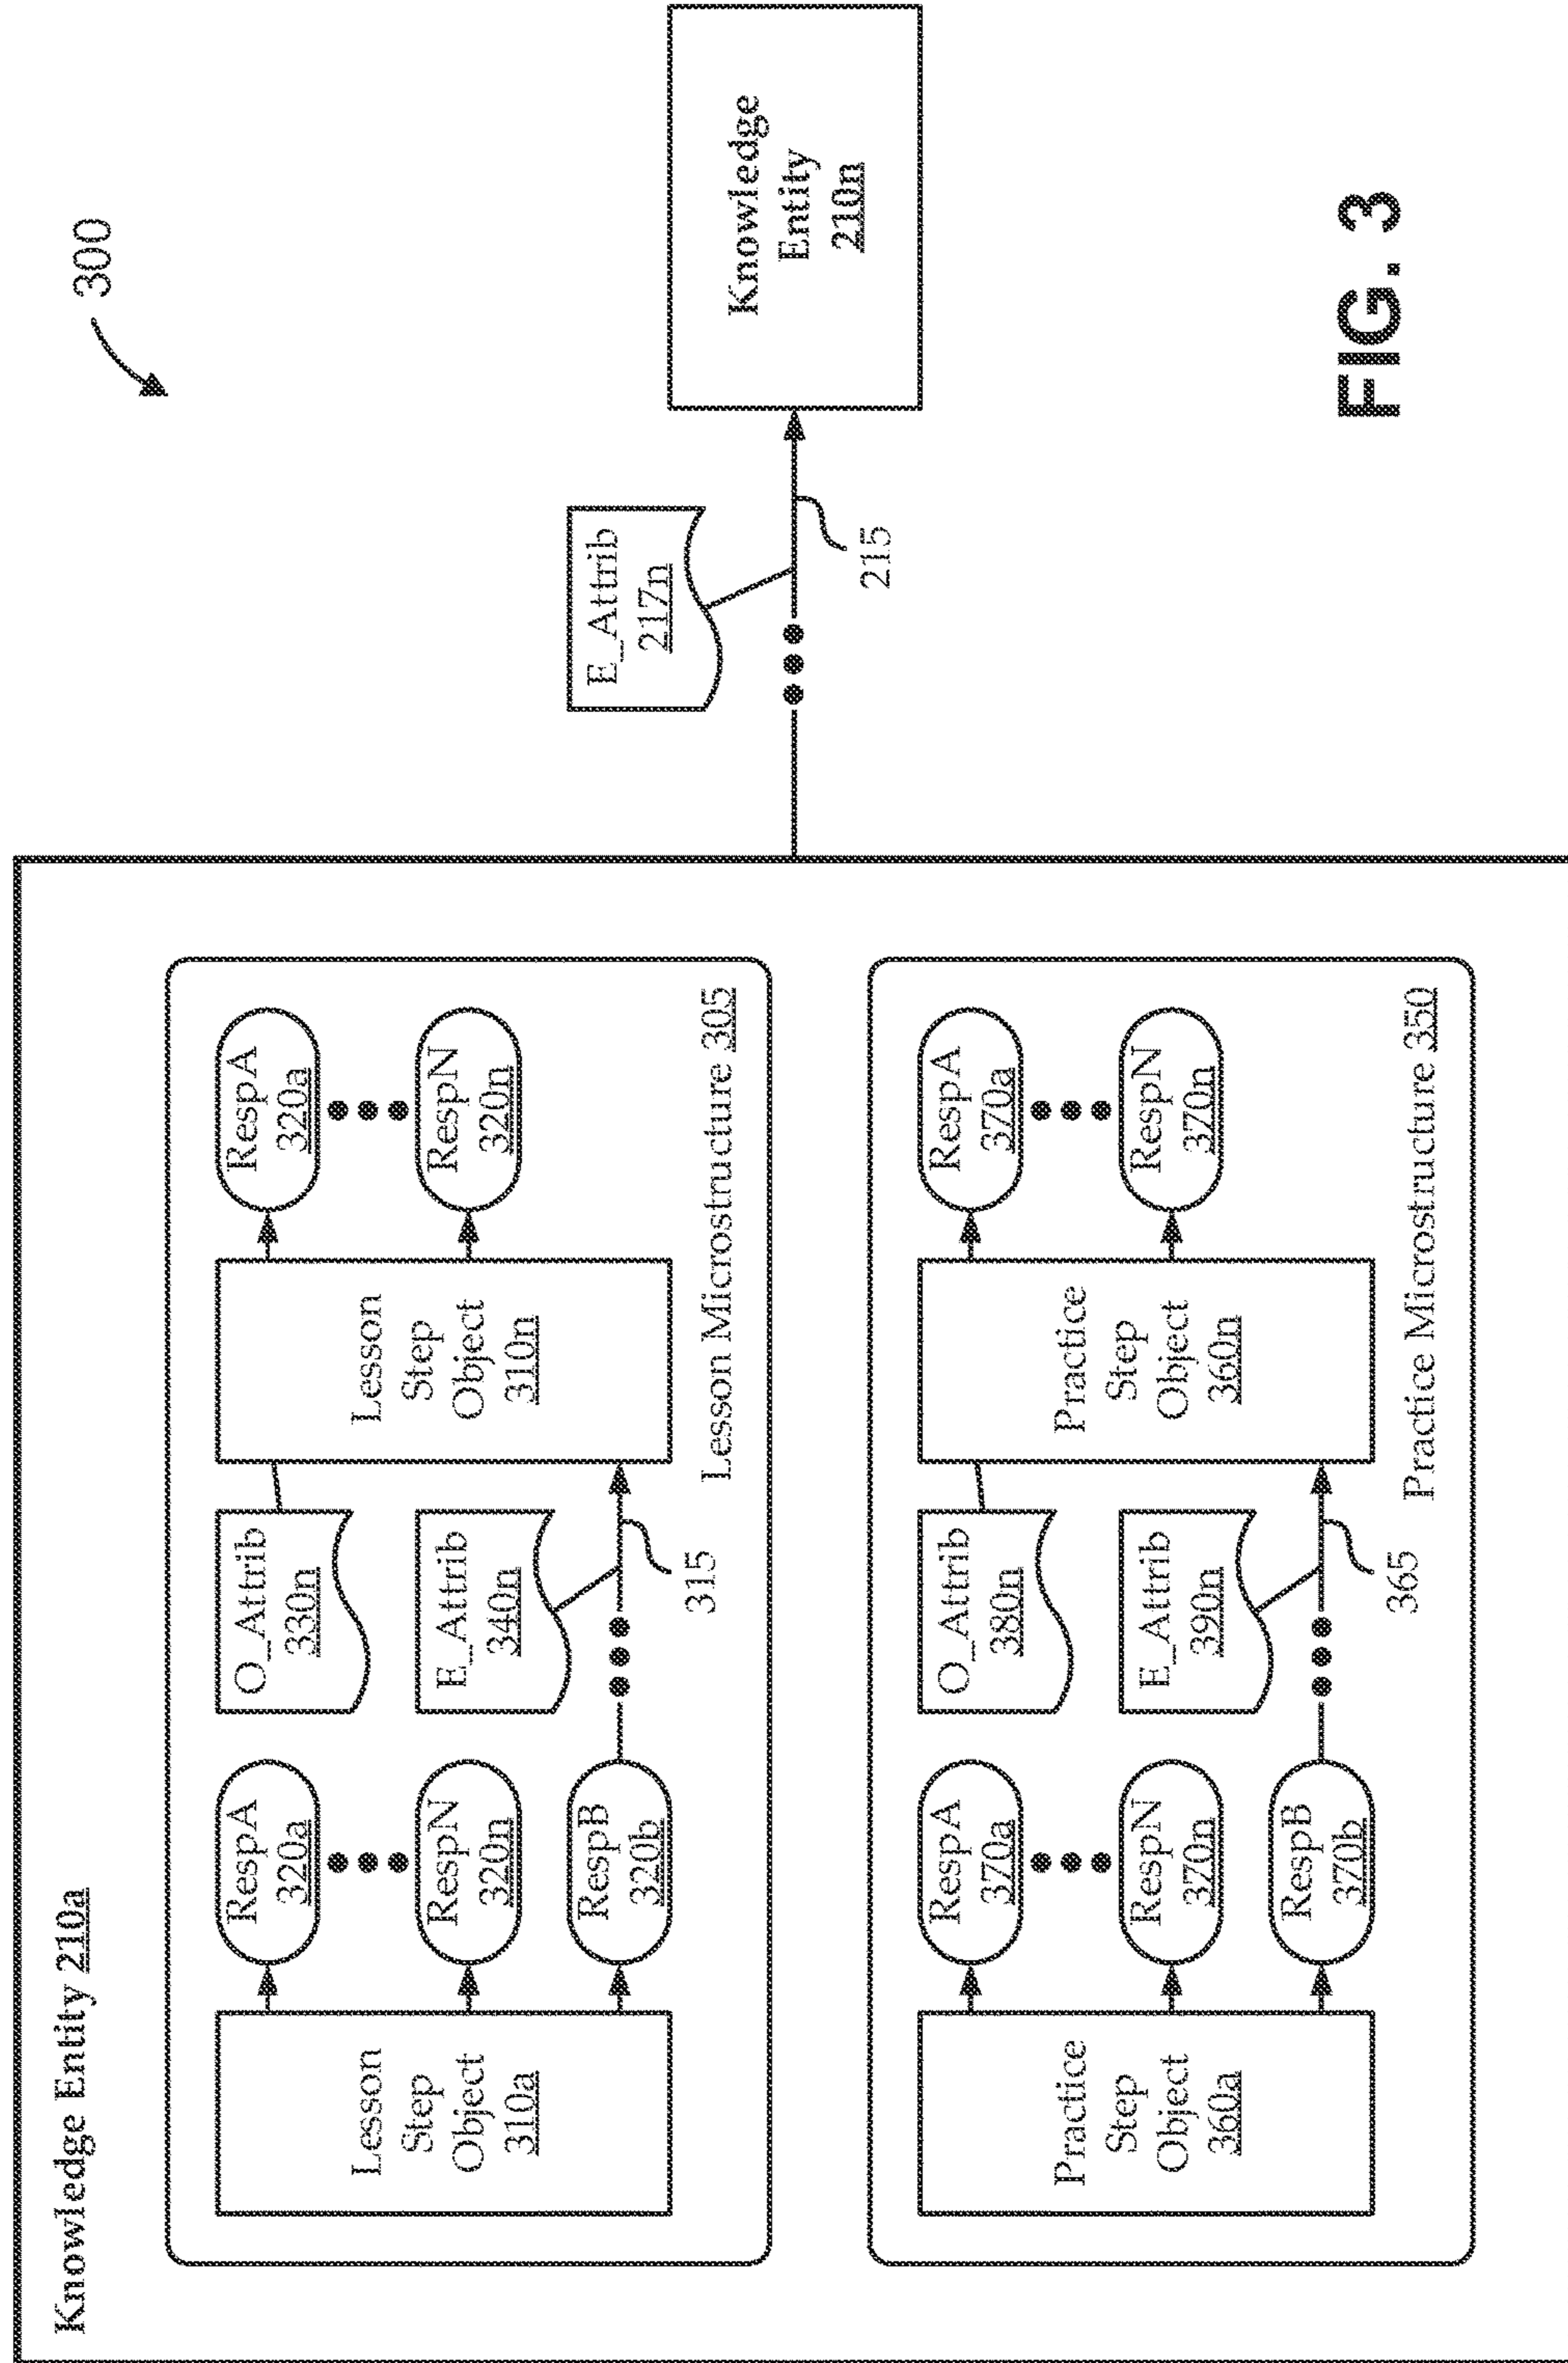 300
Knowledge Entity 210a
Lesson
Step
Object
310a
RespA
320a
RespN
320n
RespB
320b
O_Attrib
330n
E_Attrib
340n
315
Lesson
Step
Object
310n
RespA
320a
RespN
320n
Lesson Microstructure 305
Practice
Step
Object
360a
RespA
370a
RespN
370n
RespB
370b
O_Attrib
380n
E_Attrib
390n
365
Practice
Step
Object
360n
RespA
370a
RespN
370n
Practice Microstructure 350
E_Attrib
217n
215
Knowledge
Entity
210n
FIG. 3